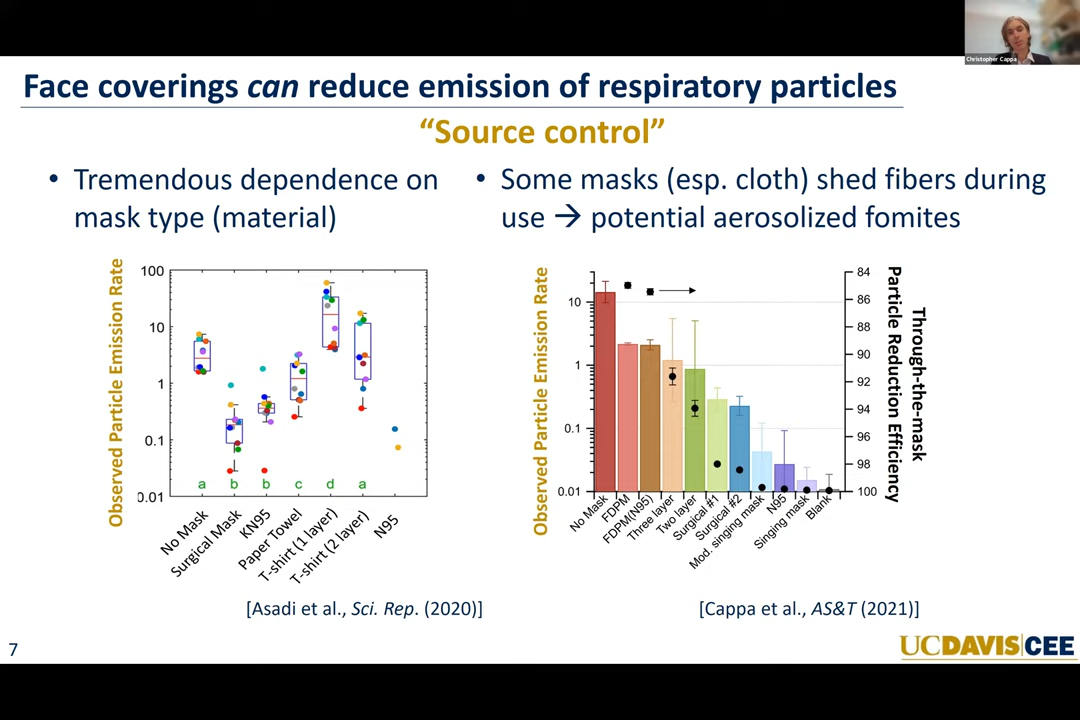 Christopher Cappa
Face coverings can reduce emission of respiratory particles
“Source control”
• Tremendous dependence on
mask type (material)
• Some masks (esp. cloth) shed fibers during
use → potential aerosolized fomites
Observed Particle Emission Rate
100
10
1
0.1
0.01
a
b
b
c
d
a
No Mask
Surgical Mask
KN95
Paper Towel
T-shirt (1 layer)
T-shirt (2 layer)
N95
[Asadi et al., Sci. Rep. (2020)]
Observed Particle Emission Rate
10
1
0.1
0.01
84
86
88
90
92
94
96
98
100
Through-the-mask
Particle Reduction Efficiency
No Mask
FDPM
FDPM(N95)
Three layer
Two layer
Surgical #1
Surgical #2
Mod. singing mask
N95
Singing mask
Blank
[Cappa et al., AS&T (2021)]
7
UCDAVIS|CEE